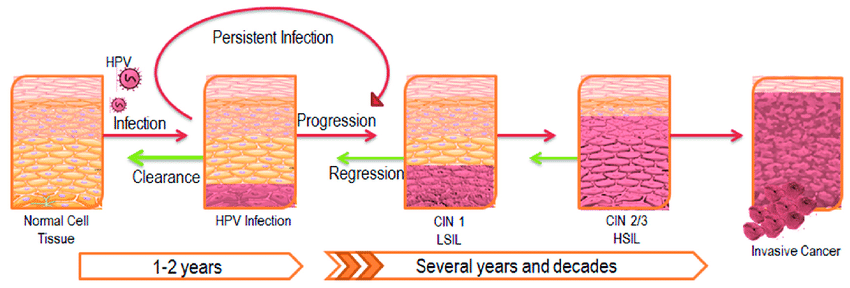 Persistent Infection
HPV
Infection
Progression
Clearance
Regression
Normal Cell
Tissue
HPV Infection
CIN 1
LSIL
CIN 2/3
HSIL
Invasive Cancer
1-2 years
Several years and decades